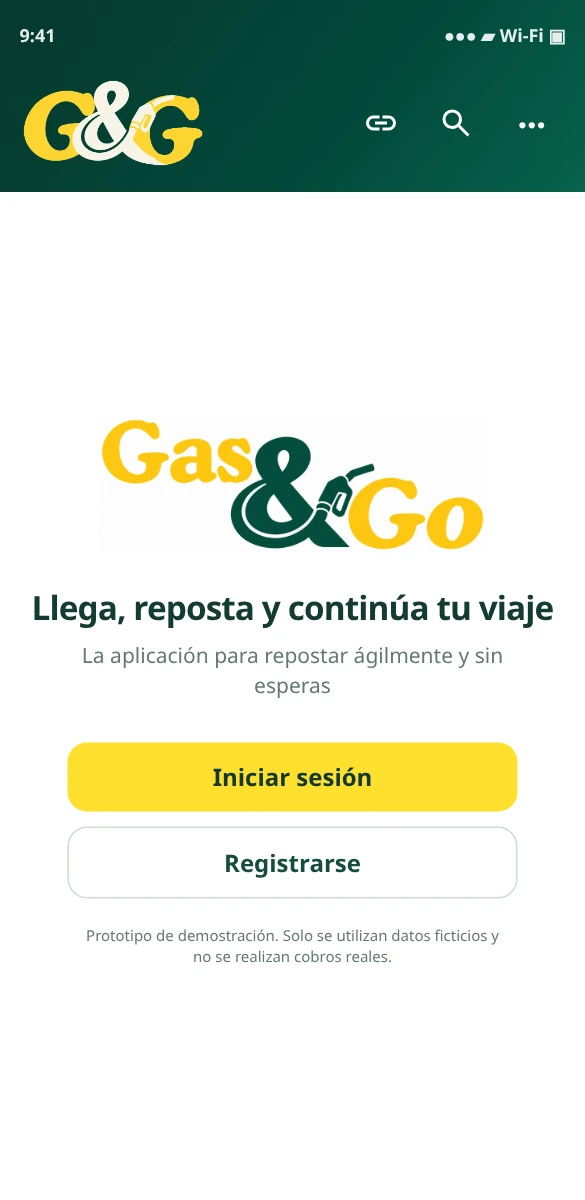 9:41
Wi-Fi
G&G
Gas&Go
Llega, reposta y continúa tu viaje
La aplicación para repostar ágilmente y sin
esperas
Iniciar sesión
Registrarse
Prototipo de demostración. Solo se utilizan datos ficticios y
no se realizan cobros reales.